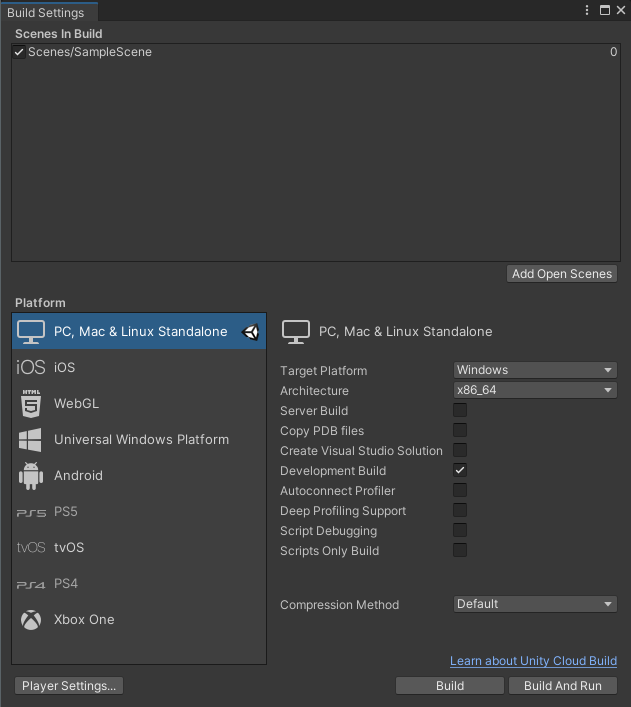 Build Settings
Scenes In Build
Scenes/SampleScene 0
Add Open Scenes
Platform
PC, Mac & Linux Standalone
iOS iOS
HTML 5 WebGL
Universal Windows Platform
Android
PS5 PS5
tvOS tvOS
PS4 PS4
Xbox One
PC, Mac & Linux Standalone
Target Platform Windows
Architecture x86_64
Server Build
Copy PDB files
Create Visual Studio Solution
Development Build
Autoconnect Profiler
Deep Profiling Support
Script Debugging
Scripts Only Build
Compression Method Default
Learn about Unity Cloud Build
Player Settings... Build Build And Run